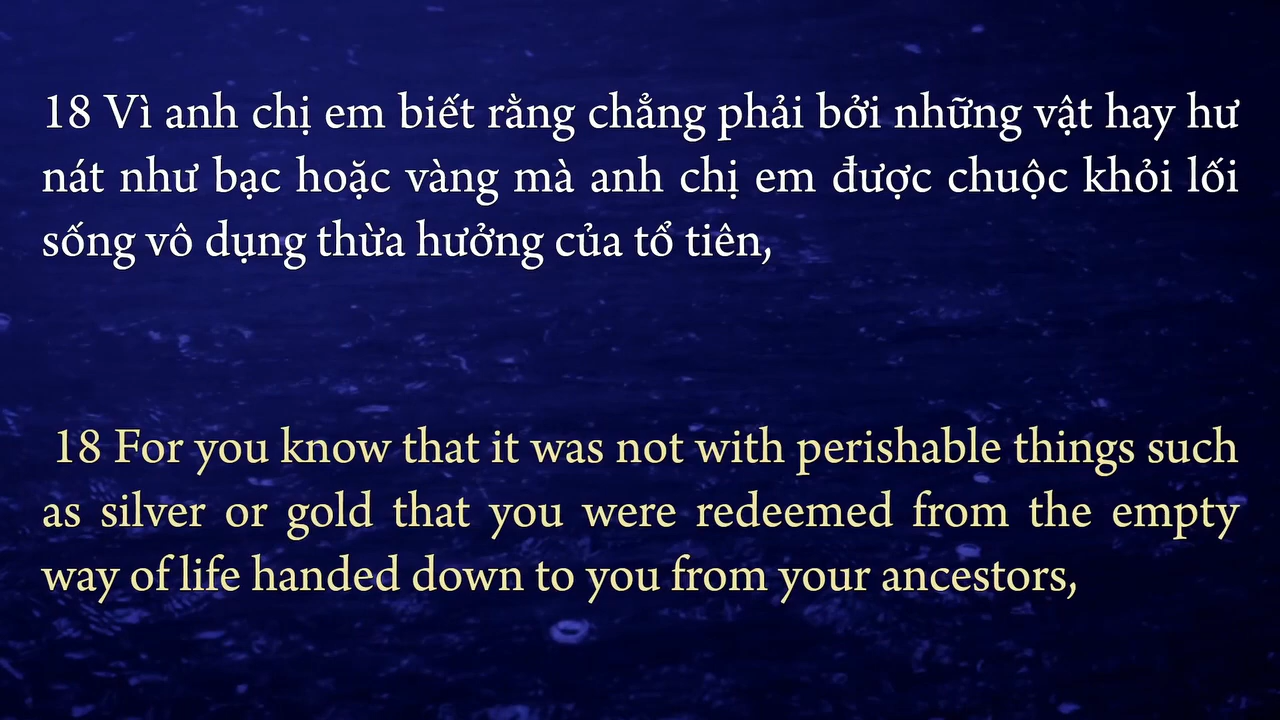 18 Vì anh chị em biết rằng chẳng phải bởi những vật hay hư
nát như bạc hoặc vàng mà anh chị em được chuộc khỏi lối
sống vô dụng thừa hưởng của tổ tiên,
18 For you know that it was not with perishable things such
as silver or gold that you were redeemed from the empty
way of life handed down to you from your ancestors,